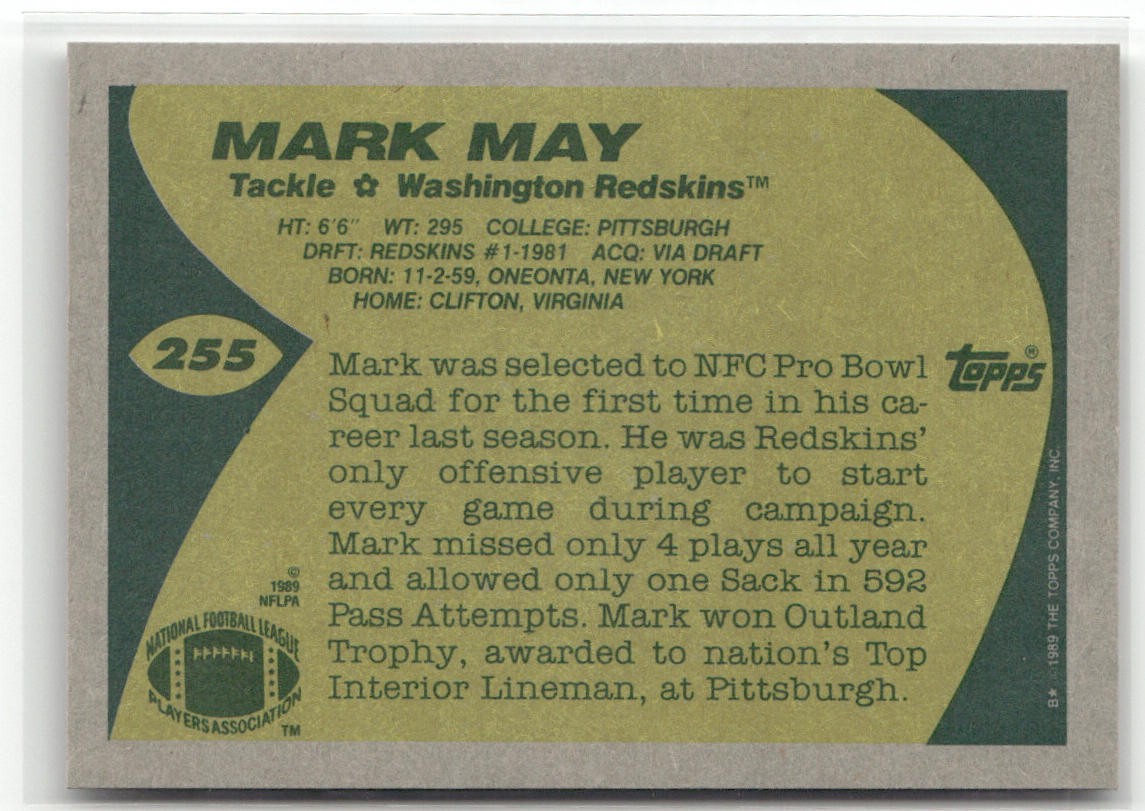 MARK MAY
Tackle ✿ Washington Redskins™
HT: 6'6" WT: 295 COLLEGE: PITTSBURGH
DRFT: REDSKINS #1-1981 ACQ: VIA DRAFT
BORN: 11-2-59, ONEONTA, NEW YORK
HOME: CLIFTON, VIRGINIA
255
Mark was selected to NFC Pro Bowl
Squad for the first time in his ca-
reer last season. He was Redskins'
only offensive player to start
every game during campaign.
Mark missed only 4 plays all year
and allowed only one Sack in 592
Pass Attempts. Mark won Outland
Trophy, awarded to nation's Top
Interior Lineman, at Pittsburgh.
topps®
©
1989
NFLPA
NATIONAL FOOTBALL LEAGUE
PLAYERS ASSOCIATION
TM
B★ © 1989 THE TOPPS COMPANY, INC.